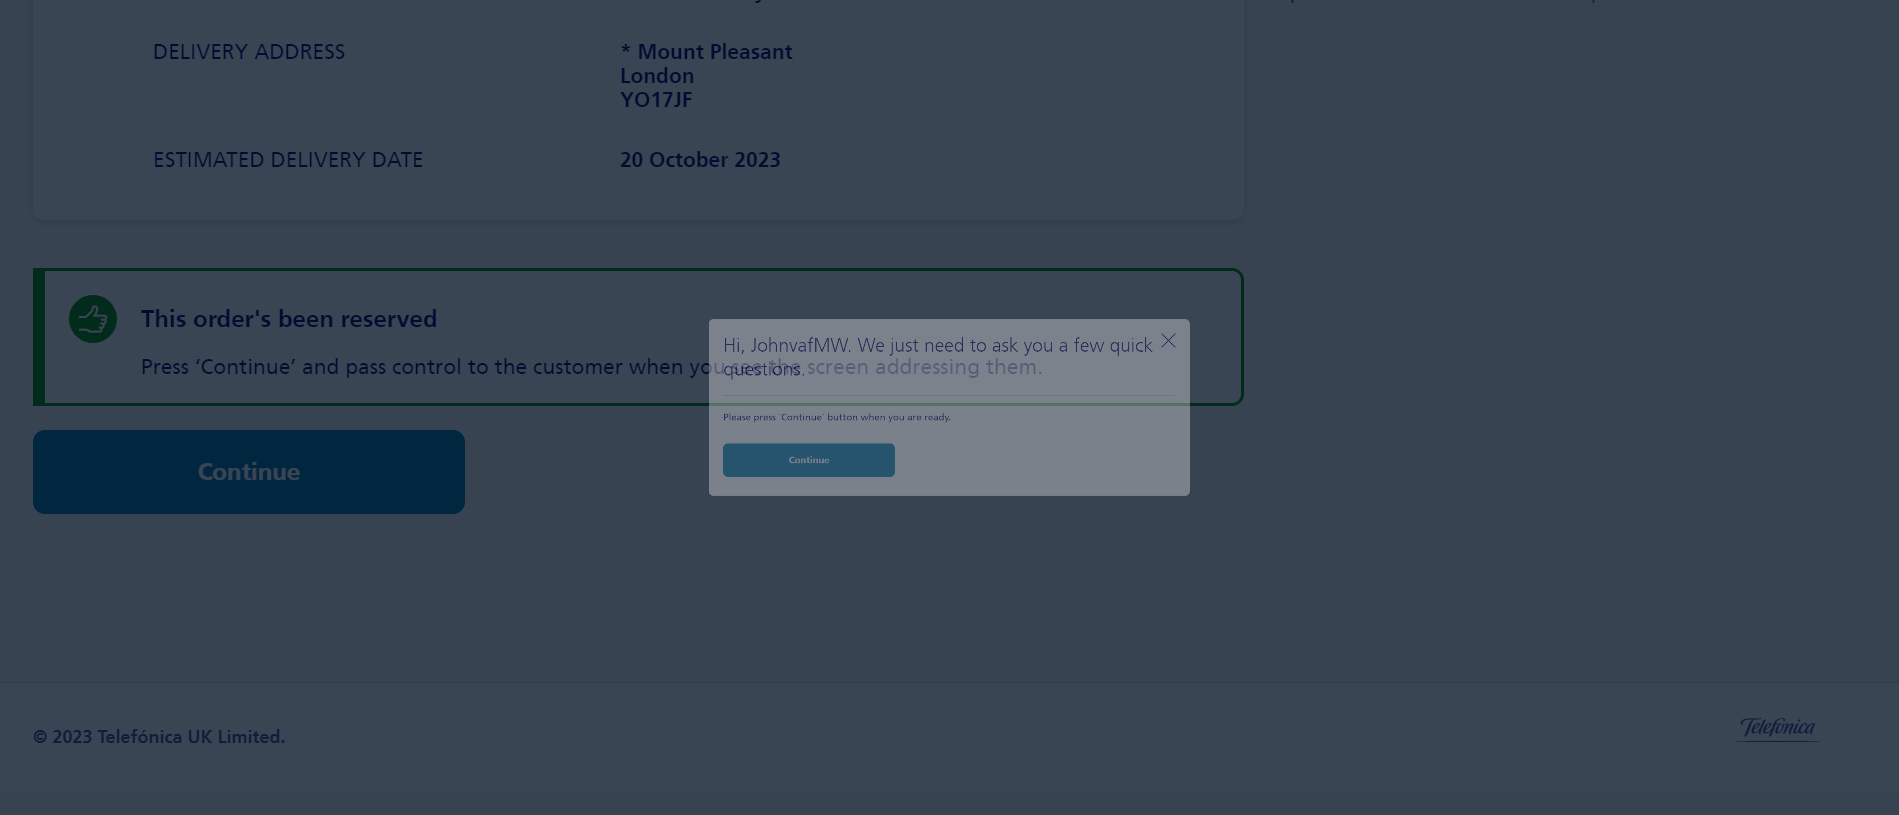 DELIVERY ADDRESS
* Mount Pleasant
London
YO17JF
ESTIMATED DELIVERY DATE
20 October 2023
This order's been reserved
Press ‘Continue’ and pass control to the customer when you see the screen addressing them.
Hi, JohnvafMW. We just need to ask you a few quick
questions.
Please press 'Continue' button when you are ready.
Continue
Continue
© 2023 Telefónica UK Limited.
Telefónica